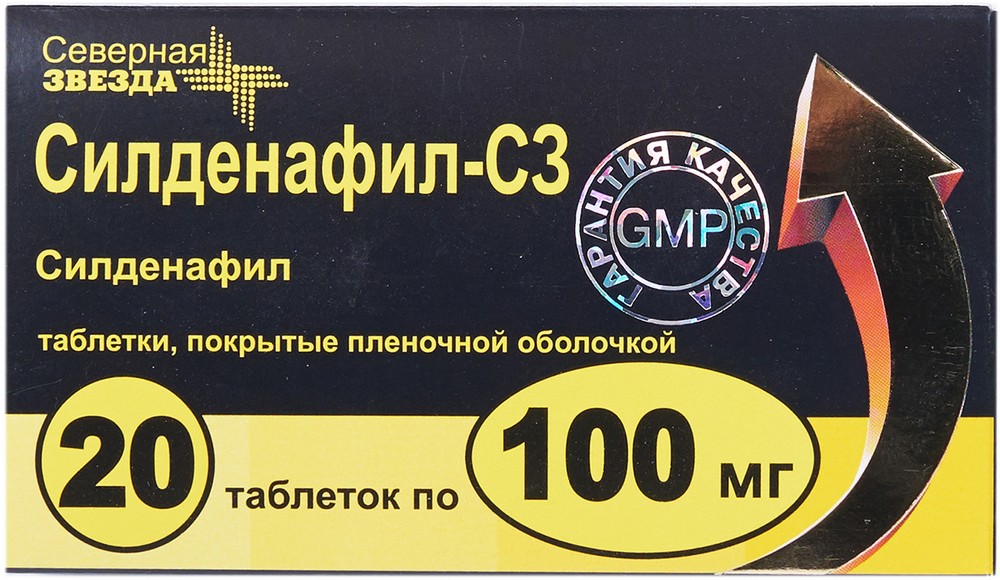 Северная
ЗВЕЗДА
Силденафил-СЗ
ГАРАНТИЯ КАЧЕСТВА
GMP
Силденафил
таблетки, покрытые пленочной оболочкой
20 таблеток по 100 мг